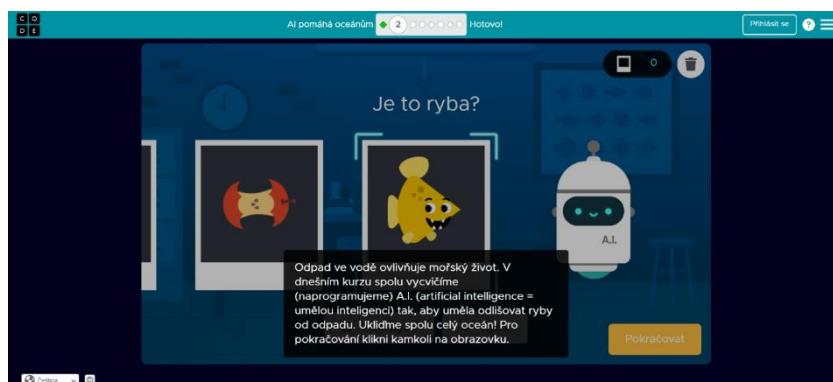 CODE
AI pomáhá oceánům 2 Hotovo!
Přihlásit se ?
0
Je to ryba?
A.I.
Odpad ve vodě ovlivňuje mořský život. V
dnešním kurzu spolu vycvičíme
(naprogramujeme) A.I. (artificial intelligence =
umělou inteligenci) tak, aby uměla odlišovat ryby
od odpadu. Ukliďme spolu celý oceán! Pro
pokračování klikni kamkoli na obrazovku.
Pokračovat
Čeština